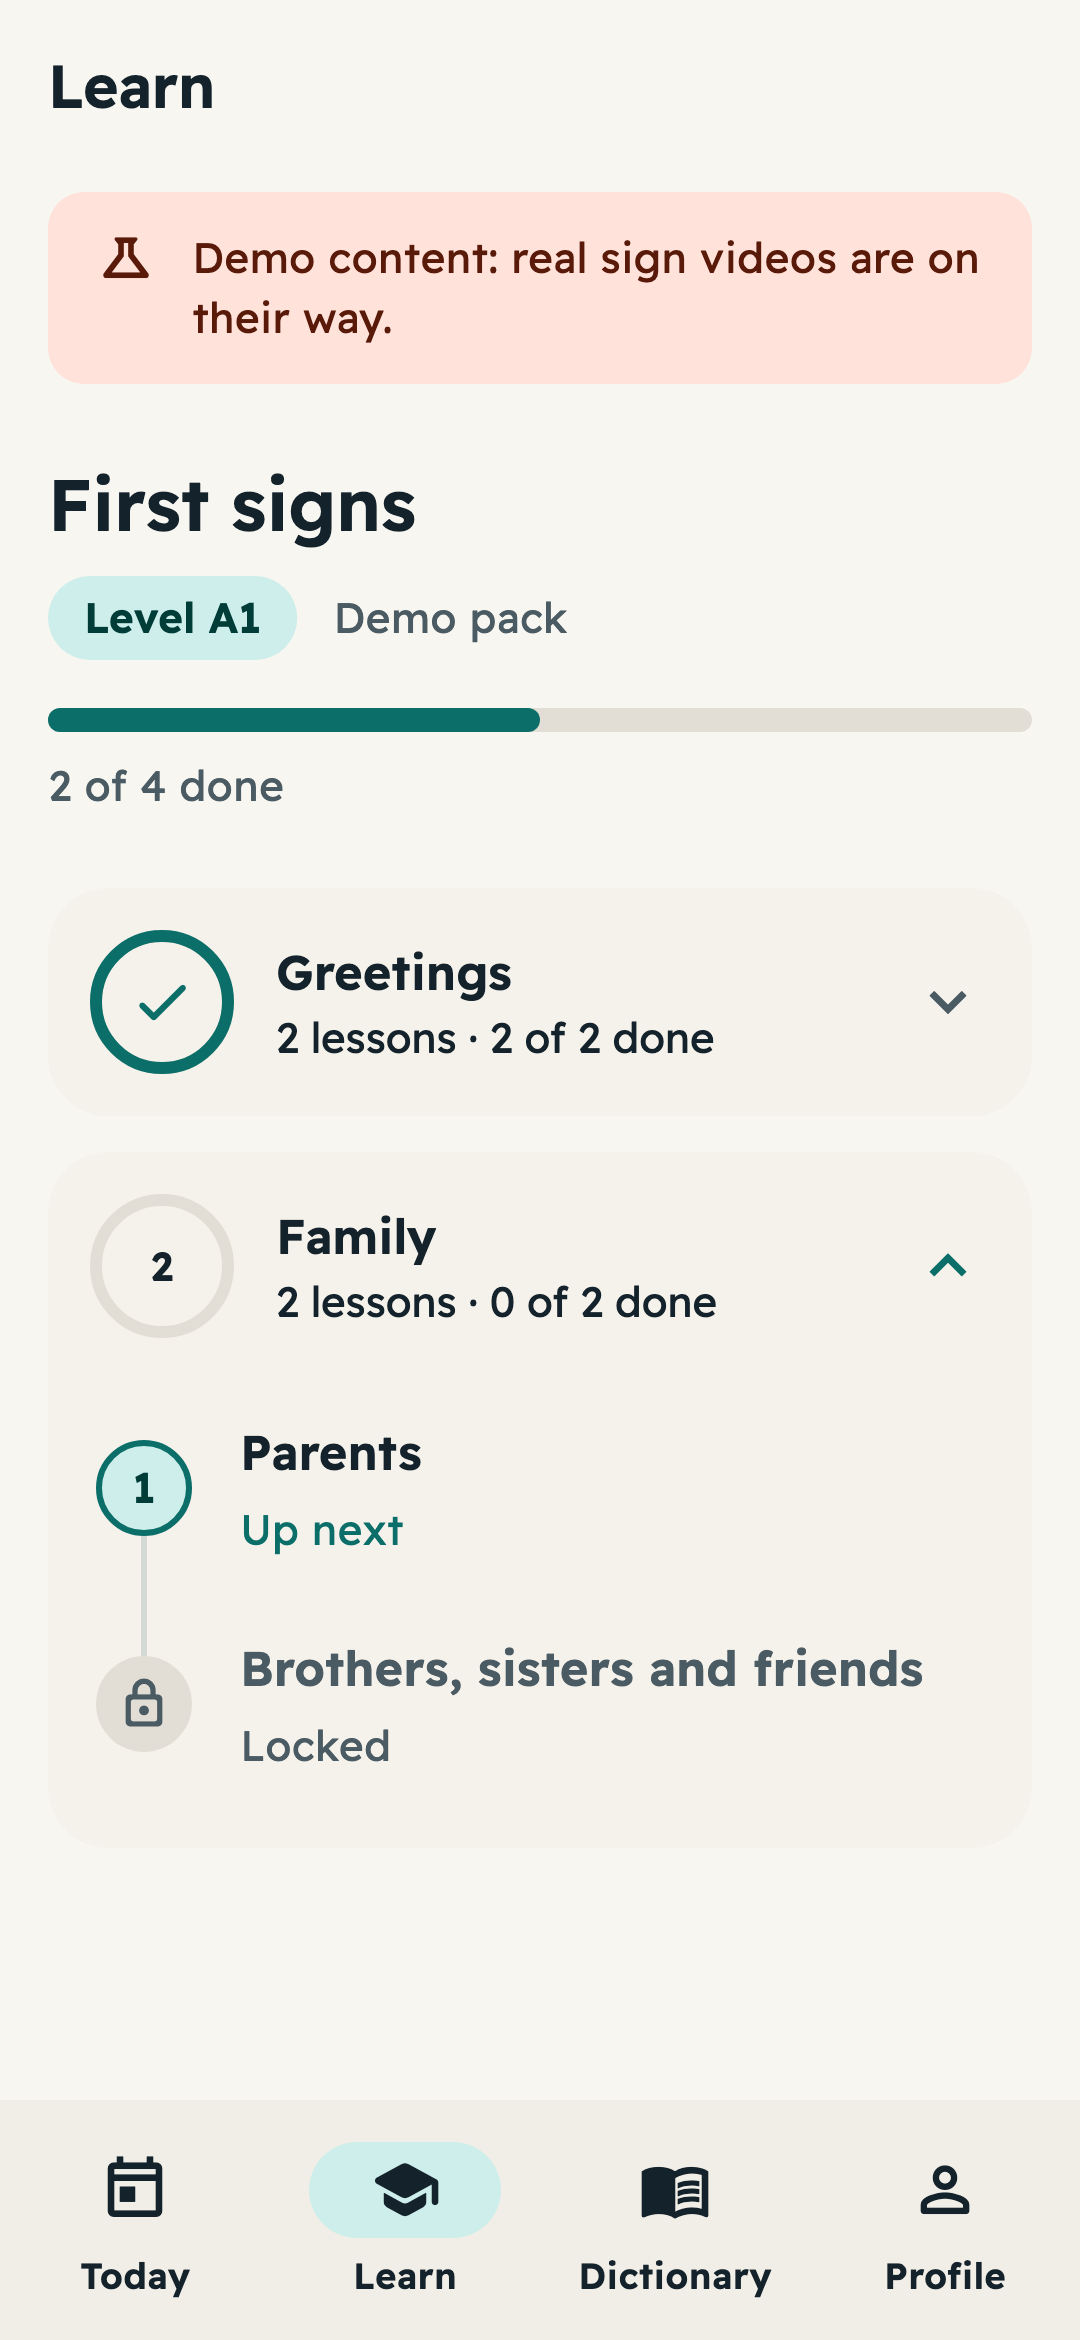 Learn
Demo content: real sign videos are on
their way.
First signs
Level A1 Demo pack
2 of 4 done
Greetings
2 lessons · 2 of 2 done
2
Family
2 lessons · 0 of 2 done
1
Parents
Up next
Brothers, sisters and friends
Locked
Today Learn Dictionary Profile